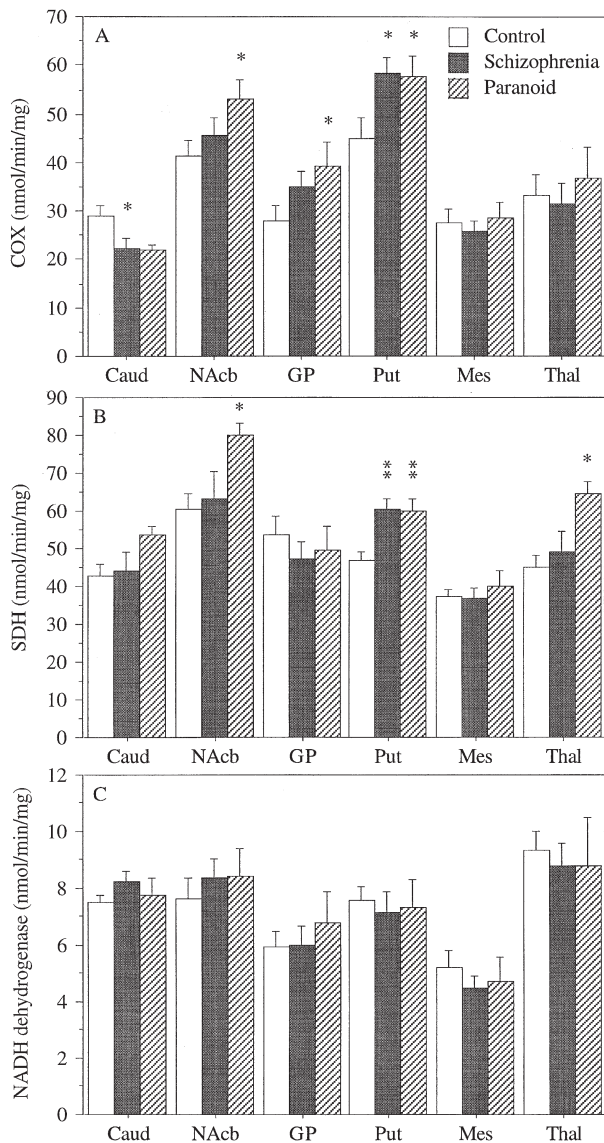 A
Control
Schizophrenia
Paranoid
COX (nmol/min/mg)
70
60
50
40
30
20
10
0
* * * * *
Caud NAcb GP Put Mes Thal
B
SDH (nmol/min/mg)
90
80
70
60
50
40
30
20
10
0
* ** ** *
Caud NAcb GP Put Mes Thal
C
NADH dehydrogenase (nmol/min/mg)
12
10
8
6
4
2
0
Caud NAcb GP Put Mes Thal